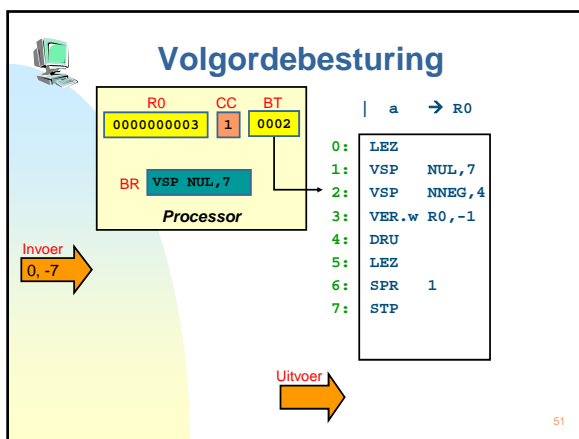 Volgordebesturing
R0 CC BT
0000000003 1 0002
BR VSP NUL,7
Processor
Invoer
0, -7
| a → R0
0: LEZ
1: VSP NUL,7
2: VSP NNEG,4
3: VER.w R0,-1
4: DRU
5: LEZ
6: SPR 1
7: STP
Uitvoer
51